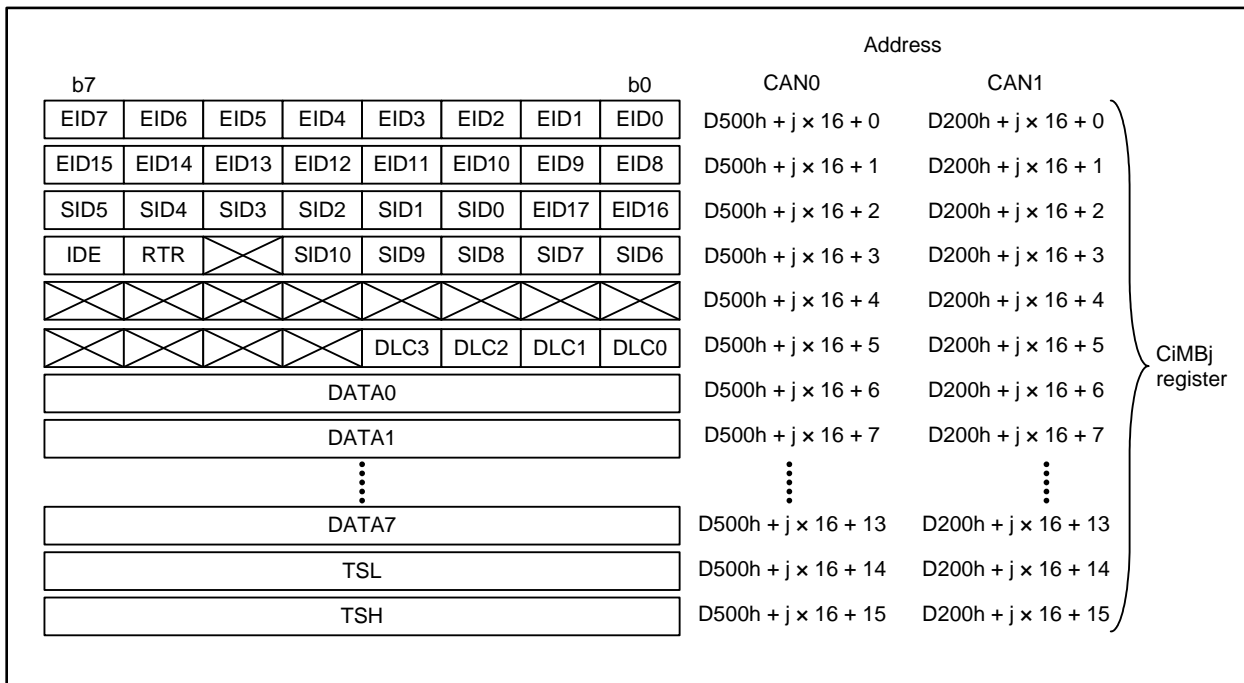 Address
b7 b0 CAN0 CAN1
EID7 EID6 EID5 EID4 EID3 EID2 EID1 EID0 D500h + j × 16 + 0 D200h + j × 16 + 0
EID15 EID14 EID13 EID12 EID11 EID10 EID9 EID8 D500h + j × 16 + 1 D200h + j × 16 + 1
SID5 SID4 SID3 SID2 SID1 SID0 EID17 EID16 D500h + j × 16 + 2 D200h + j × 16 + 2
IDE RTR SID10 SID9 SID8 SID7 SID6 D500h + j × 16 + 3 D200h + j × 16 + 3
D500h + j × 16 + 4 D200h + j × 16 + 4
DLC3 DLC2 DLC1 DLC0 D500h + j × 16 + 5 D200h + j × 16 + 5
CiMBj
register
DATA0 D500h + j × 16 + 6 D200h + j × 16 + 6
DATA1 D500h + j × 16 + 7 D200h + j × 16 + 7
DATA7 D500h + j × 16 + 13 D200h + j × 16 + 13
TSL D500h + j × 16 + 14 D200h + j × 16 + 14
TSH D500h + j × 16 + 15 D200h + j × 16 + 15